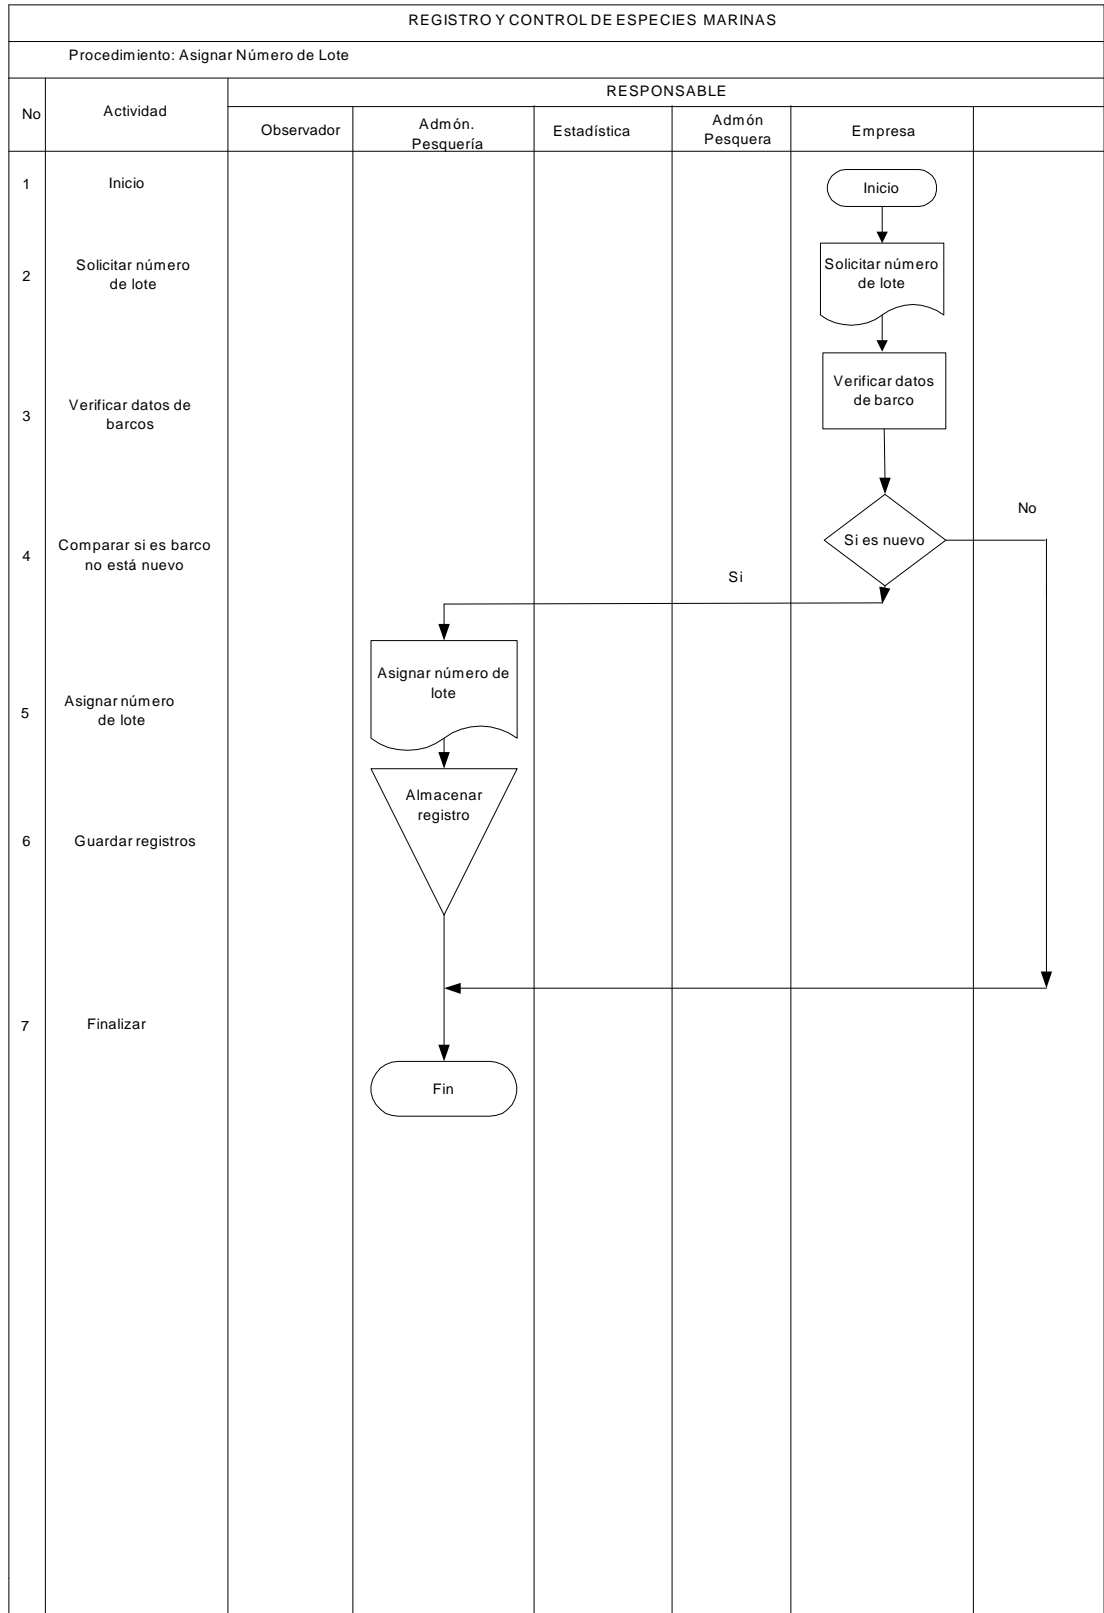 REGISTRO Y CONTROL DE ESPECIES MARINAS
Procedimiento: Asignar Número de Lote
No
Actividad
RESPONSABLE
Observador
Admón.
Pesquería
Estadística
Admón
Pesquera
Empresa
1
Inicio
Inicio
2
Solicitar número
de lote
Solicitar número
de lote
3
Verificar datos de
barcos
Verificar datos
de barco
4
Comparar si es barco
no está nuevo
Si es nuevo
No
Si
5
Asignar número
de lote
Asignar número de
lote
6
Guardar registros
Almacenar
registro
7
Finalizar
Fin